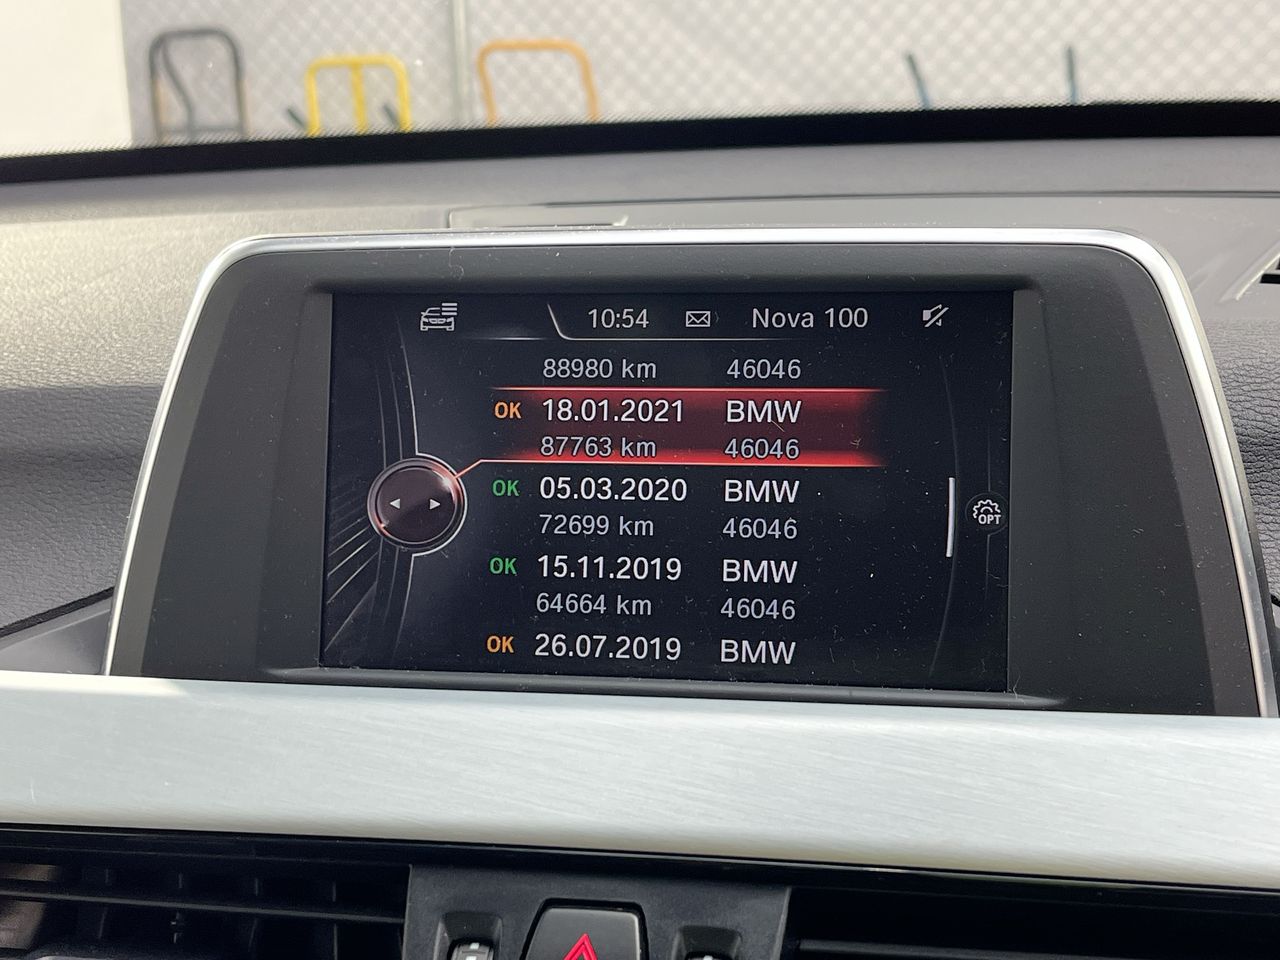 10:54 Nova 100
88980 km 46046
OK 18.01.2021 BMW
87763 km 46046
OK 05.03.2020 BMW
72699 km 46046
OPT
OK 15.11.2019 BMW
64664 km 46046
OK 26.07.2019 BMW